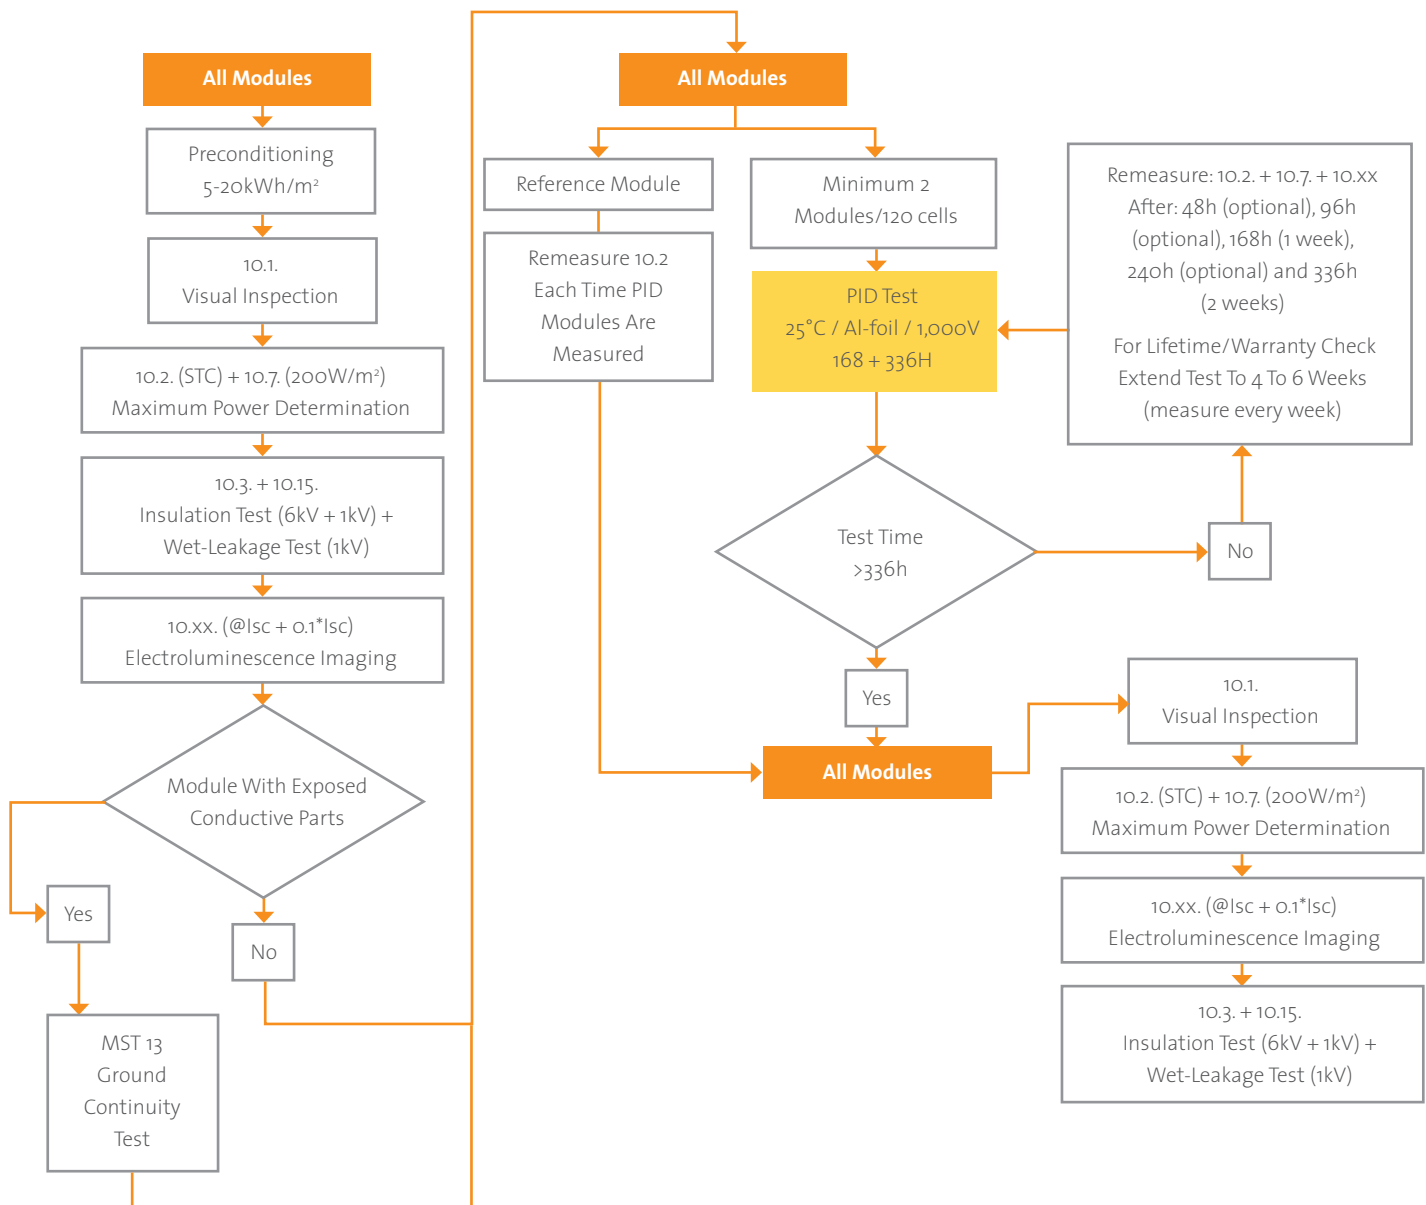 All Modules
Preconditioning
5-20kWh/m²
10.1.
Visual Inspection
10.2. (STC) + 10.7. (200W/m²)
Maximum Power Determination
10.3. + 10.15.
Insulation Test (6kV + 1kV) +
Wet-Leakage Test (1kV)
10.xx. (@Isc + 0.1*Isc)
Electroluminescence Imaging
Module With Exposed
Conductive Parts
Yes
No
MST 13
Ground
Continuity
Test
All Modules
Reference Module
Remeasure 10.2
Each Time PID
Modules Are
Measured
Minimum 2
Modules/120 cells
PID Test
25°C / Al-foil / 1,000V
168 + 336H
Remeasure: 10.2. + 10.7. + 10.xx
After: 48h (optional), 96h
(optional), 168h (1 week),
240h (optional) and 336h
(2 weeks)
For Lifetime/Warranty Check
Extend Test To 4 To 6 Weeks
(measure every week)
Test Time
>336h
No
Yes
All Modules
10.1.
Visual Inspection
10.2. (STC) + 10.7. (200W/m²)
Maximum Power Determination
10.xx. (@Isc + 0.1*Isc)
Electroluminescence Imaging
10.3. + 10.15.
Insulation Test (6kV + 1kV) +
Wet-Leakage Test (1kV)